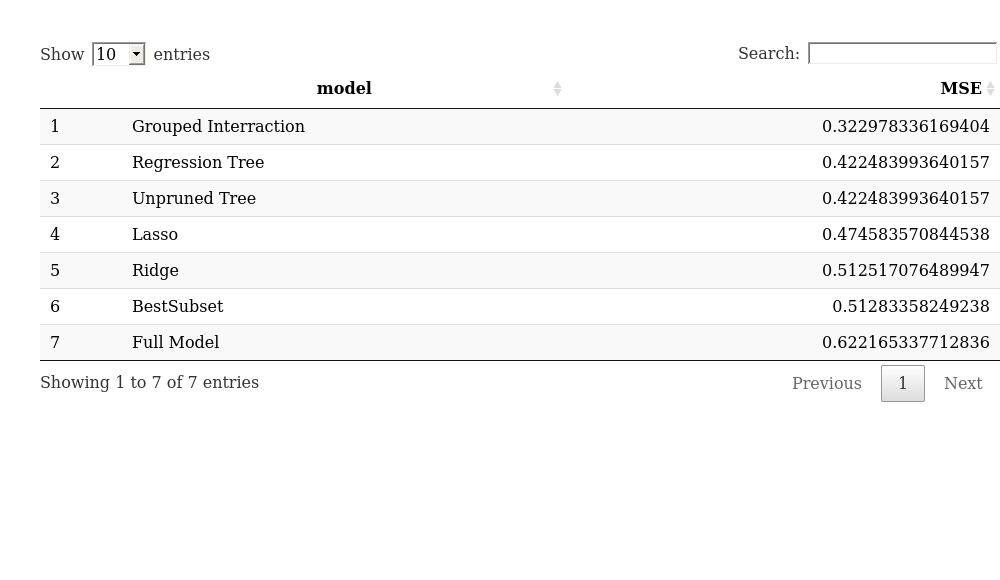 Show 10 entries Search:
model MSE
1 Grouped Interraction 0.322978336169404
2 Regression Tree 0.422483993640157
3 Unpruned Tree 0.422483993640157
4 Lasso 0.474583570844538
5 Ridge 0.512517076489947
6 BestSubset 0.51283358249238
7 Full Model 0.622165337712836
Showing 1 to 7 of 7 entries Previous 1 Next